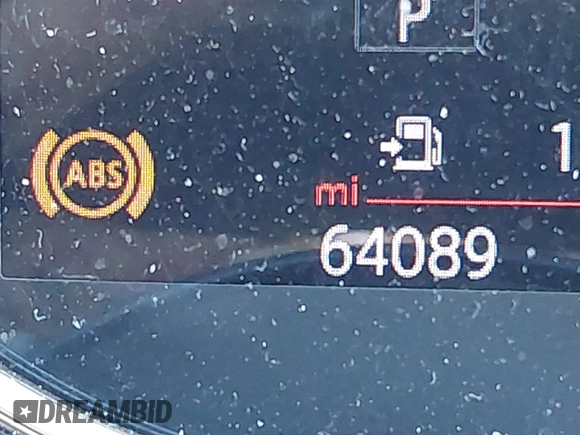 P
1
ABS
mi
64089
DREAMBID